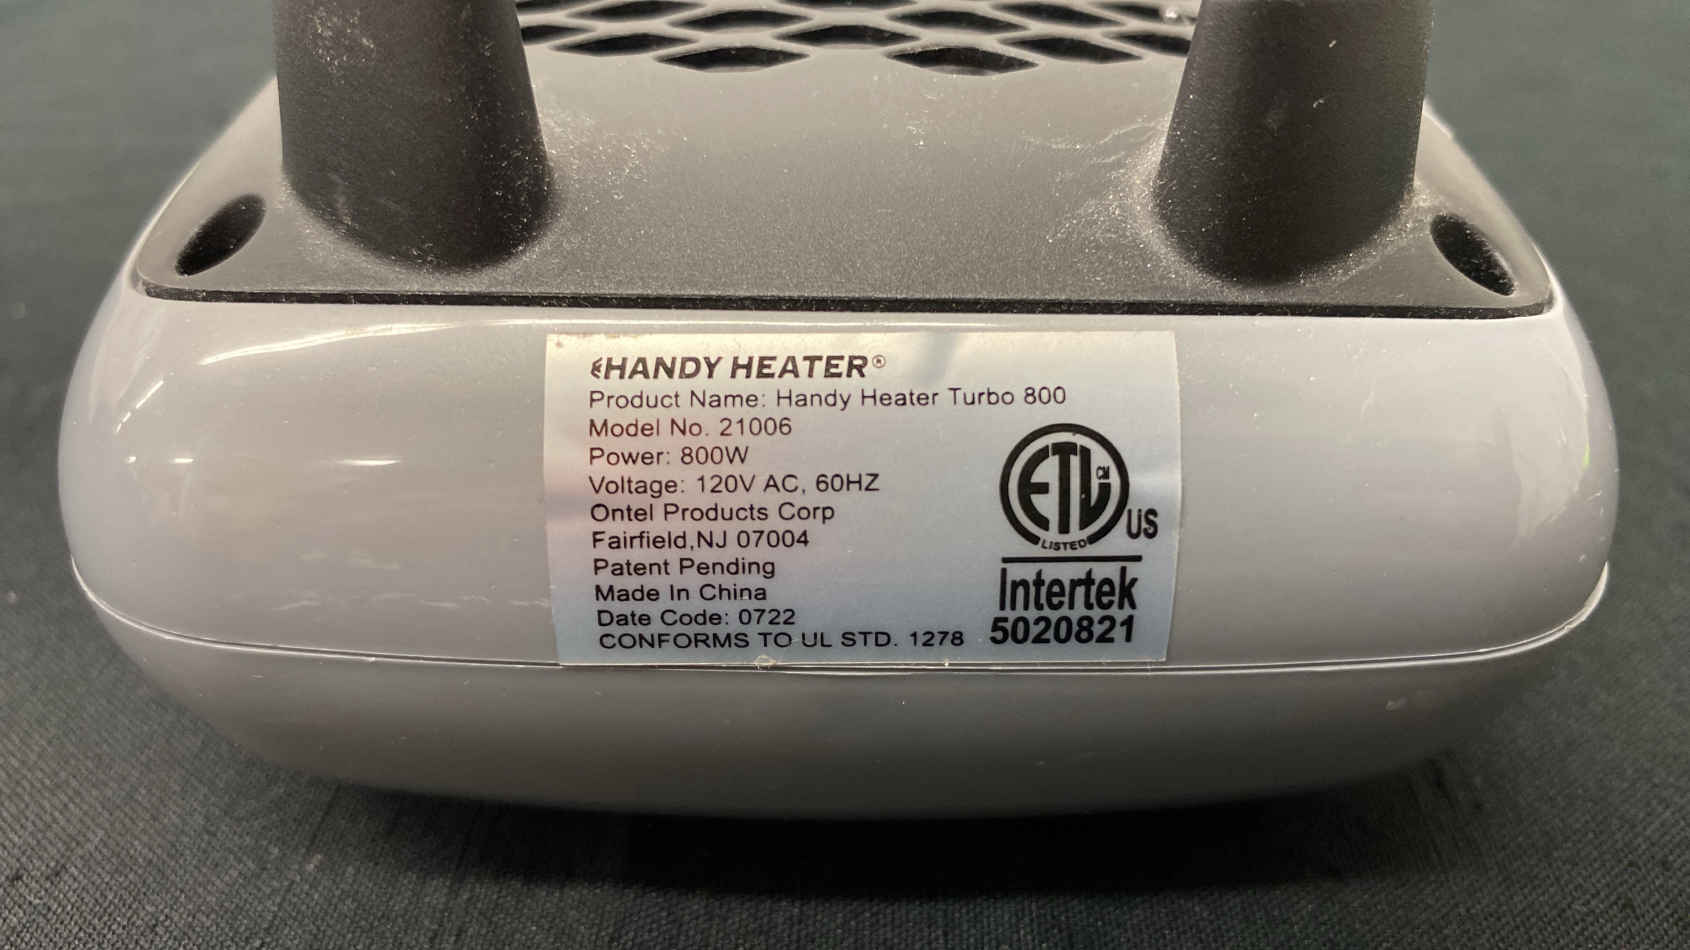 HANDY HEATER®
Product Name: Handy Heater Turbo 800
Model No. 21006
Power: 800W
Voltage: 120V AC, 60HZ
Ontel Products Corp
Fairfield,NJ 07004
Patent Pending
Made In China
Date Code: 0722
CONFORMS TO UL STD. 1278
ETL CM
LISTED
US
Intertek
5020821